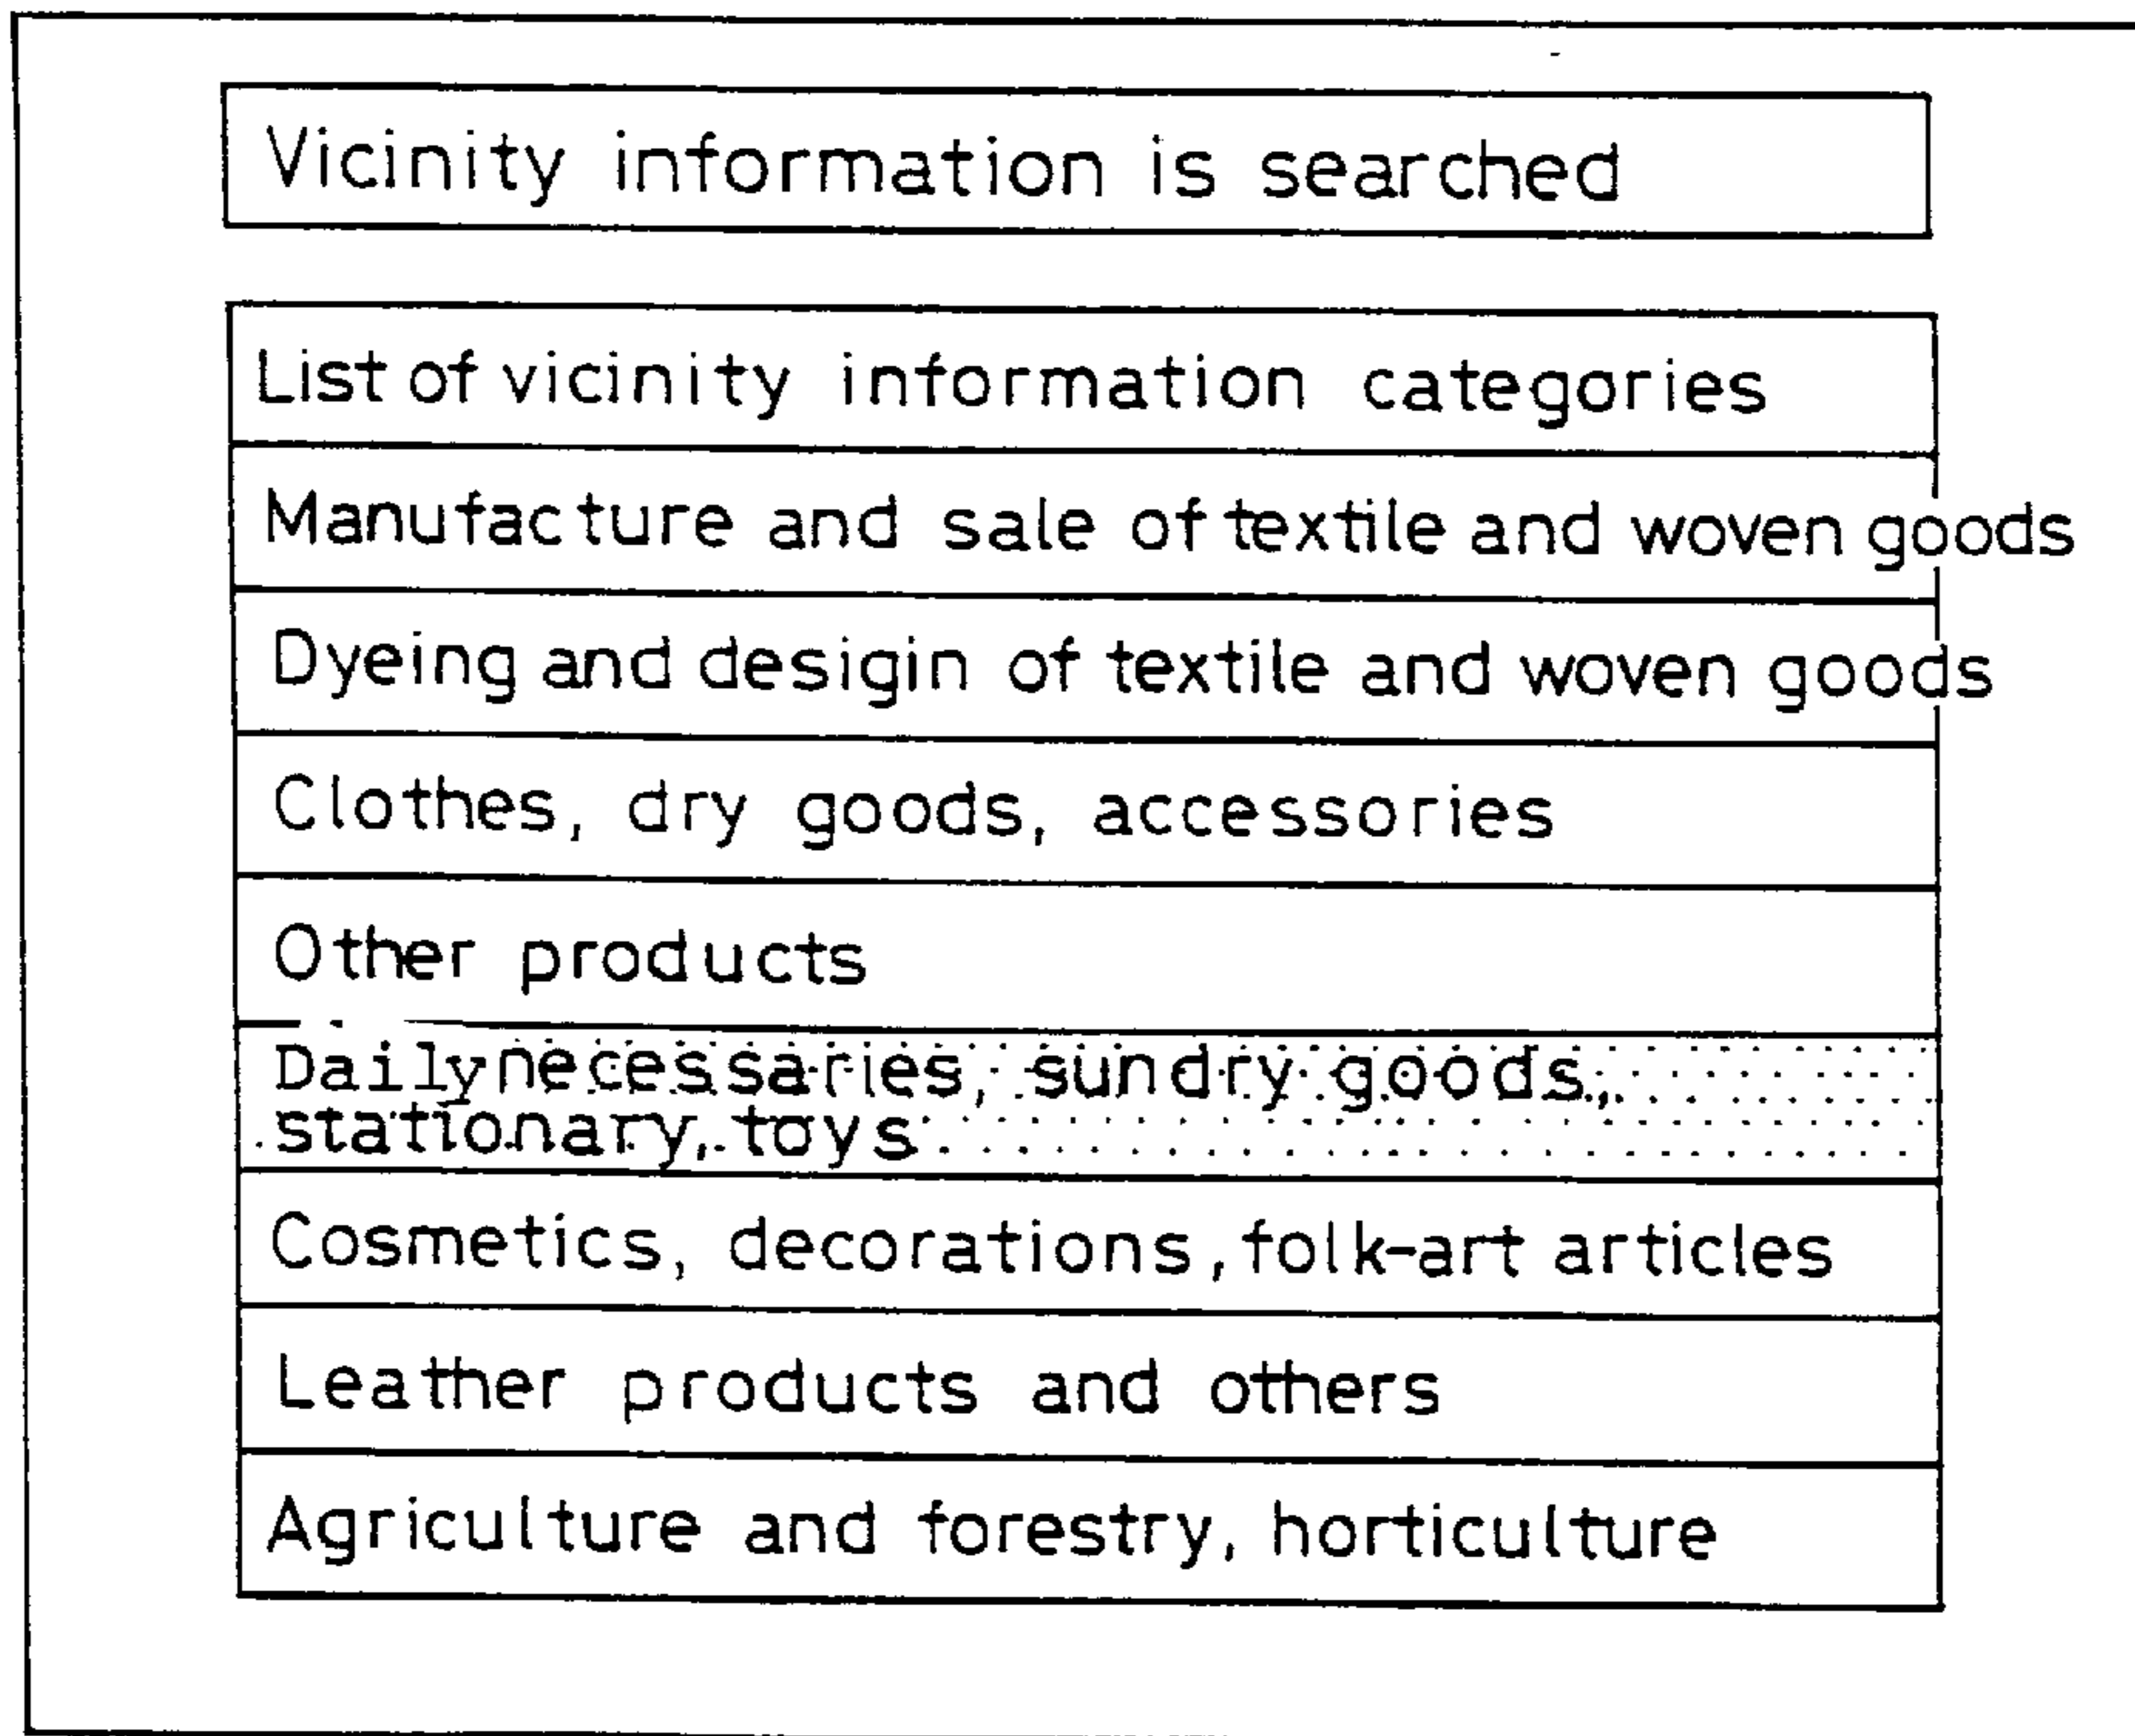 Vicinity information is searched
List of vicinity information categories
Manufacture and sale of textile and woven goods
Dyeing and desigin of textile and woven goods
Clothes, dry goods, accessories
Other products
Daily necessaries, sundry goods,
stationary, toys
Cosmetics, decorations, folk-art articles
Leather products and others
Agriculture and forestry, horticulture